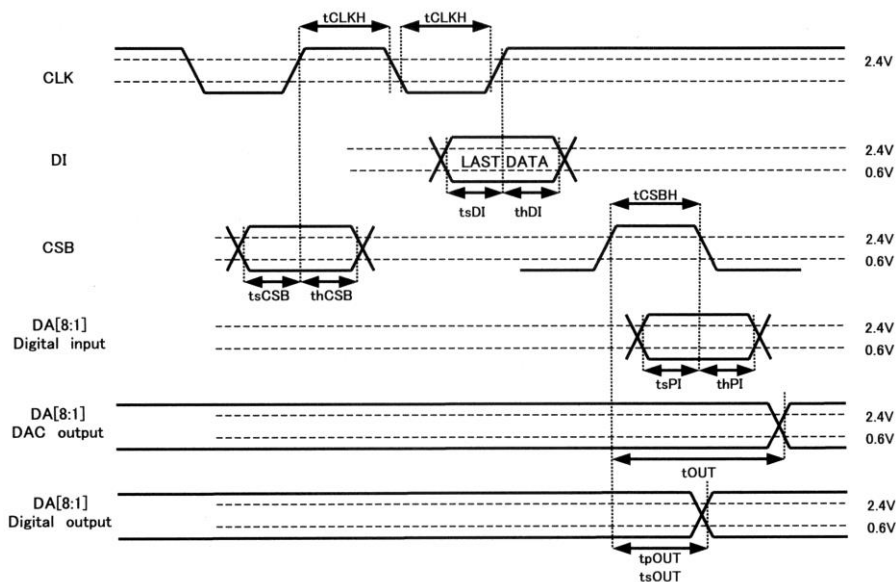 tCLKH tCLKH
CLK
2.4V
DI
LAST DATA
2.4V
0.6V
tsDI thDI
tCSBH
CSB
2.4V
0.6V
tsCSB thCSB
DA[8:1]
Digital input
2.4V
0.6V
tsPI thPI
DA[8:1]
DAC output
2.4V
0.6V
tOUT
DA[8:1]
Digital output
2.4V
0.6V
tpOUT
tsOUT